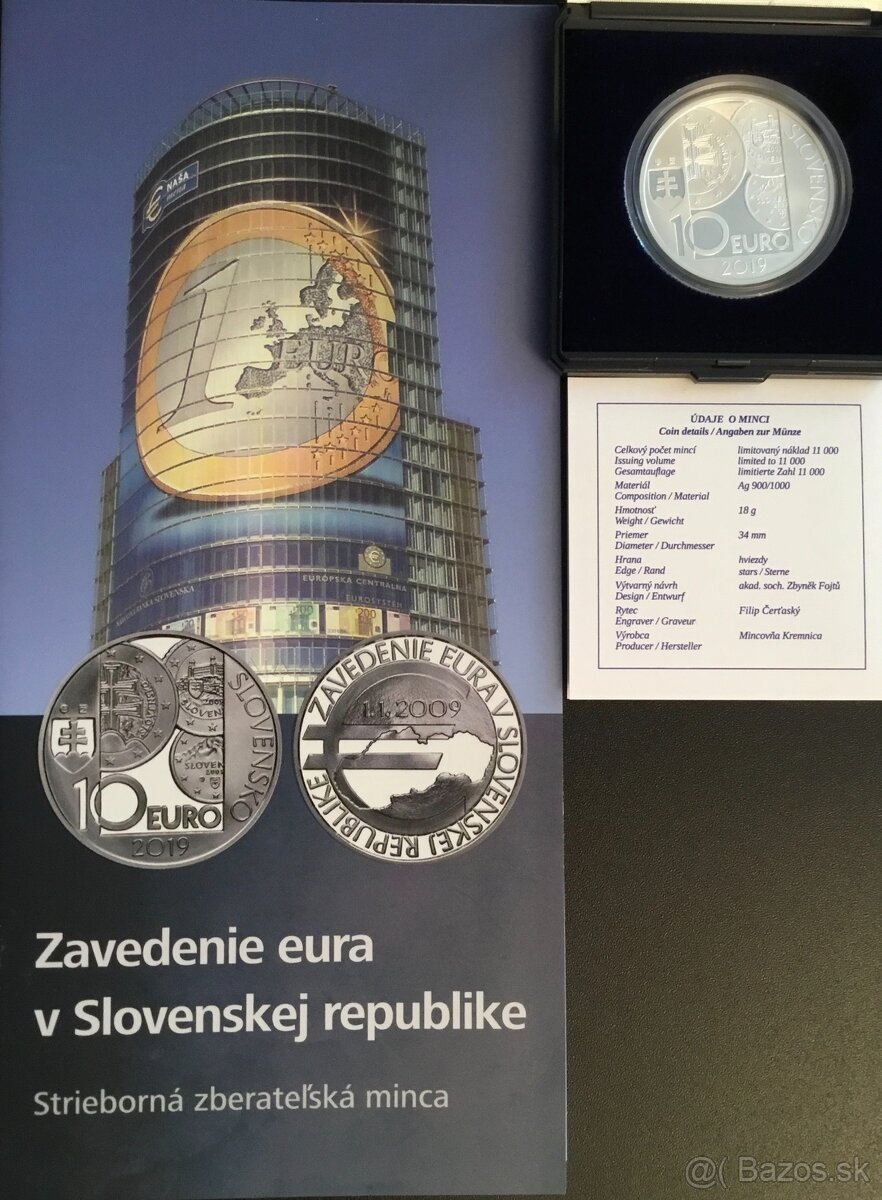 NAŠA
mena
1
EURO
EURÓPSKA CENTRÁLNA
EUROSYSTÉM
SLOVENSKO
10 EURO
2019
ZAVEDENIE EURA V SLOVENSKEJ REPUBLIKE
1.1.2009
Zavedenie eura
v Slovenskej republike
Strieborná zberateľská minca
SLOVENSKO
10 EURO
2019
ÚDAJE O MINCI
Coin details / Angaben zur Münze
Celkový počet mincí limitovaný náklad 11 000
Issuing volume limited to 11 000
Gesamtauflage limitierte Zahl 11 000
Materiál Ag 900/1000
Composition / Material
Hmotnosť 18 g
Weight / Gewicht
Priemer 34 mm
Diameter / Durchmesser
Hrana hviezdy
Edge / Rand stars / Sterne
Výtvarný návrh akad. soch. Zbyněk Fojtů
Design / Entwurf
Rytec Filip Čerťaský
Engraver / Graveur
Výrobca Mincovňa Kremnica
Producer / Hersteller
@( Bazos.sk